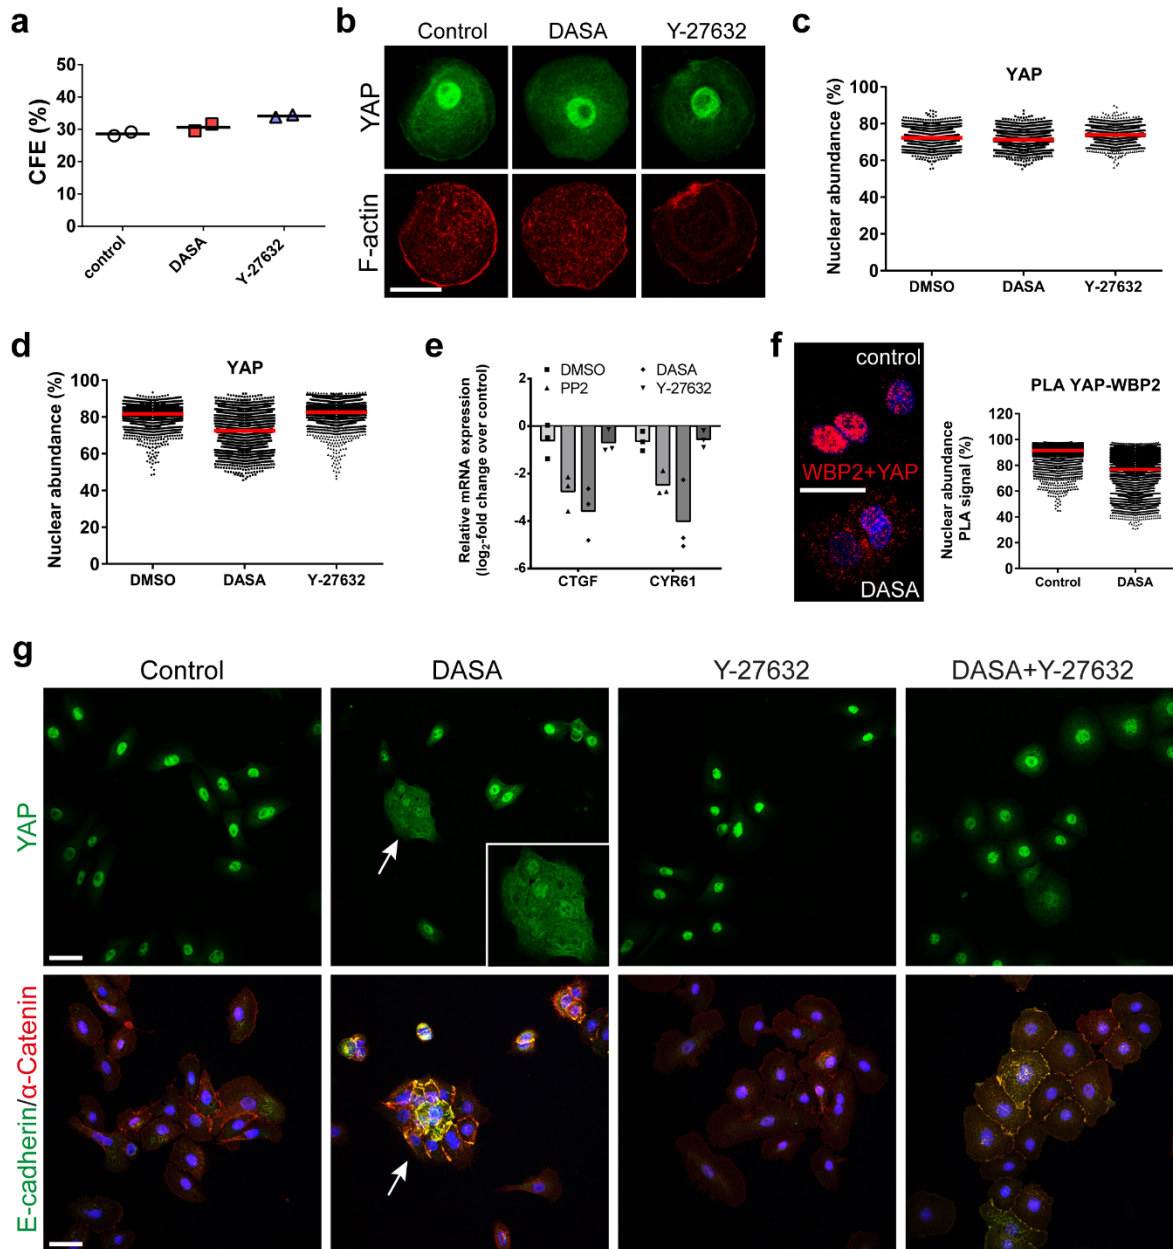 a
CFE (%)
50
40
30
20
10
0
control
DASA
Y-27632
b
Control
DASA
Y-27632
YAP
F-actin
c
YAP
Nuclear abundance (%)
100
80
60
40
20
0
DMSO
DASA
Y-27632
d
YAP
Nuclear abundance (%)
100
80
60
40
20
0
DMSO
DASA
Y-27632
e
DMSO
PP2
DASA
Y-27632
Relative mRNA expression
(log2-fold change over control)
2
0
-2
-4
-6
CTGF
CYR61
f
control
WBP2+YAP
DASA
PLA YAP-WBP2
Nuclear abundance
PLA signal (%)
120
100
80
60
40
20
0
Control
DASA
g
Control
DASA
Y-27632
DASA+Y-27632
YAP
E-cadherin/α-Catenin